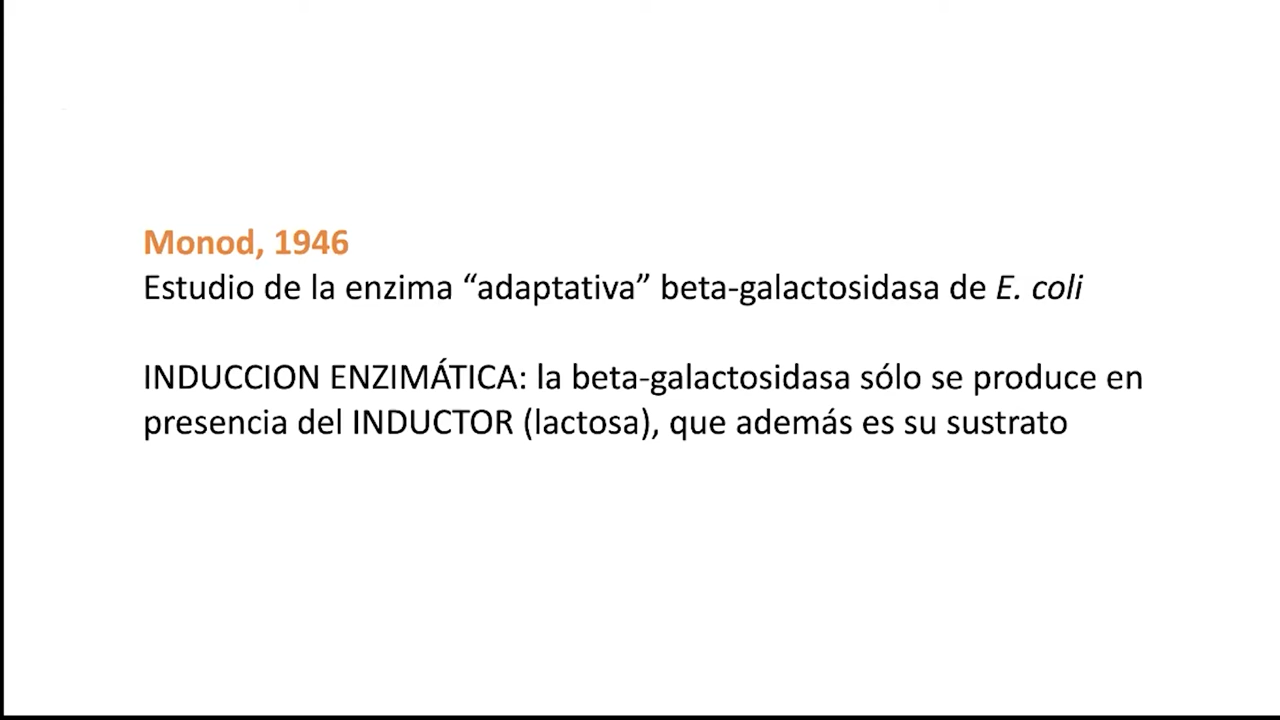 Monod, 1946
Estudio de la enzima “adaptativa” beta-galactosidasa de E. coli
INDUCCION ENZIMÁTICA: la beta-galactosidasa sólo se produce en
presencia del INDUCTOR (lactosa), que además es su sustrato